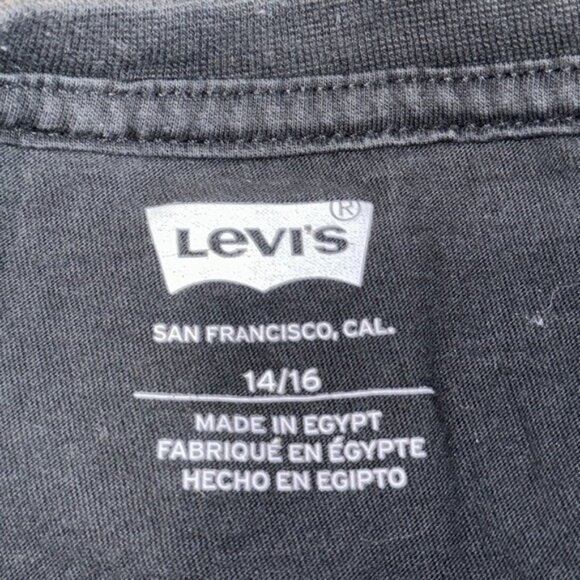 Levi's ®
SAN FRANCISCO, CAL.
14/16
MADE IN EGYPT
FABRIQUÉ EN ÉGYPTE
HECHO EN EGIPTO